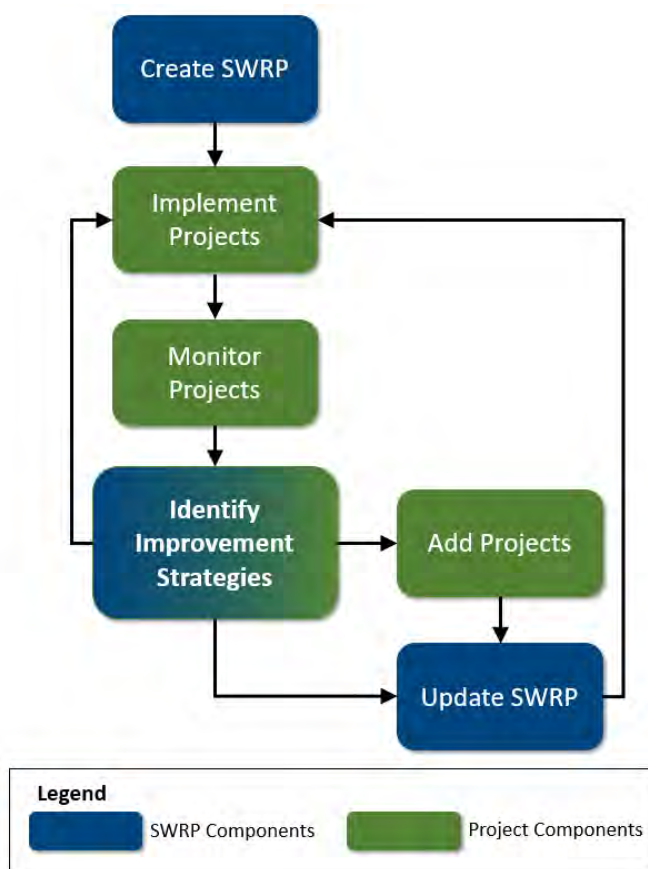 Create SWRP
Implement
Projects
Monitor
Projects
Identify
Improvement
Strategies
Add Projects
Update SWRP
Legend
SWRP Components
Project Components